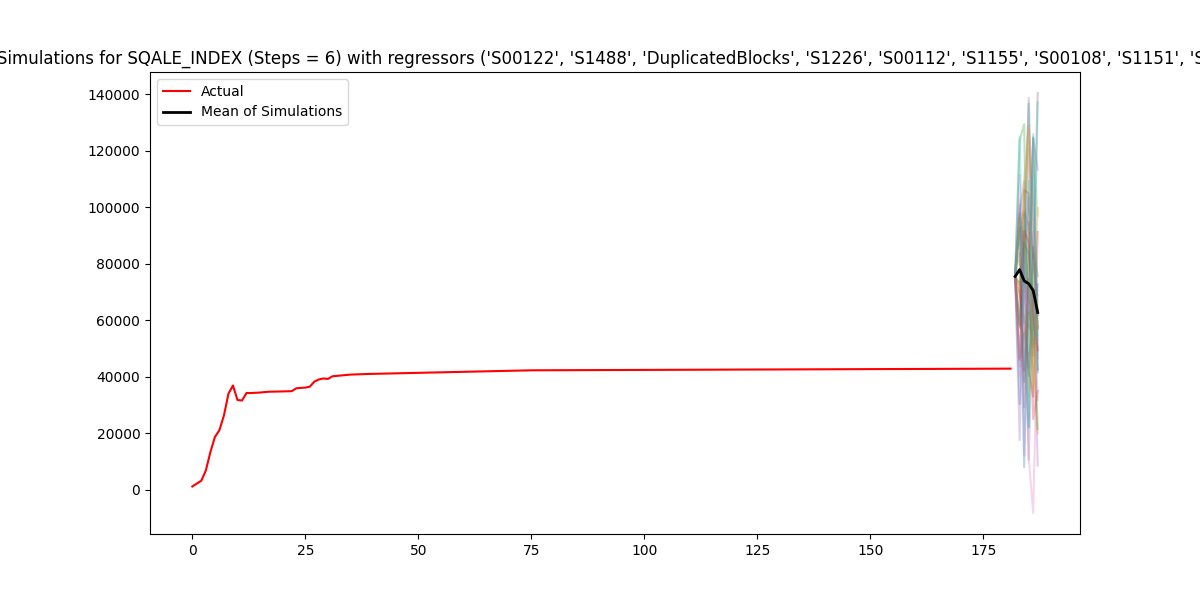 Simulations for SQALE_INDEX (Steps = 6) with regressors ('S00122', 'S1488', 'DuplicatedBlocks', 'S1226', 'S00112', 'S1155', 'S00108', 'S1151', 'S
Actual
Mean of Simulations
140000
120000
100000
80000
60000
40000
20000
0
0 25 50 75 100 125 150 175